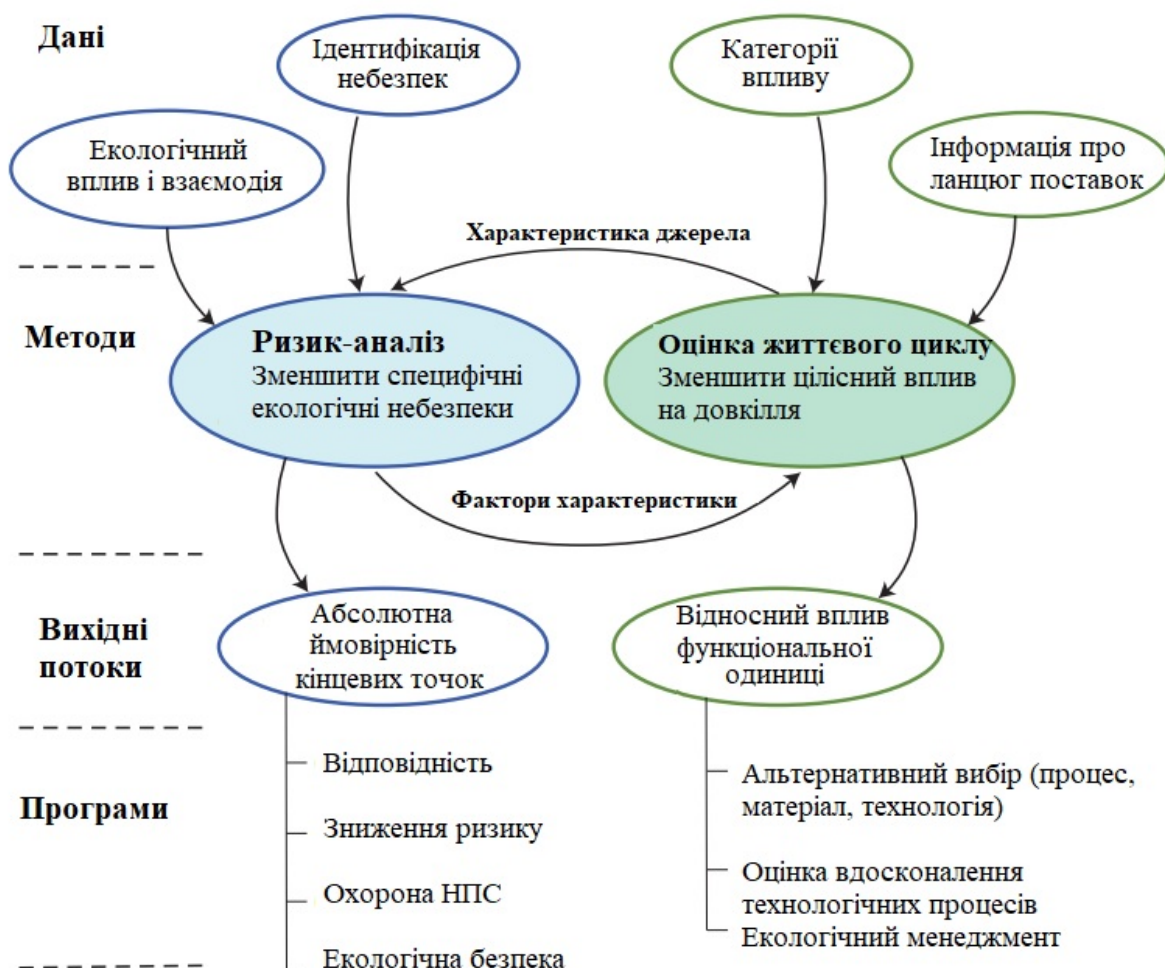 Дані
Ідентифікація
небезпек
Категорії
впливу
Екологічний
вплив і взаємодія
Інформація про
ланцюг поставок
Характеристика джерела
Методи
Ризик-аналіз
Зменшити специфічні
екологічні небезпеки
Оцінка життєвого циклу
Зменшити цілісний вплив
на довкілля
Фактори характеристики
Вихідні
потоки
Абсолютна
ймовірність
кінцевих точок
Відносний вплив
функціональної
одиниці
Програми
Відповідність
Зниження ризику
Охорона НПС
Екологічна безпека
Альтернативний вибір (процес,
матеріал, технологія)
Оцінка вдосконалення
технологічних процесів
Екологічний менеджмент